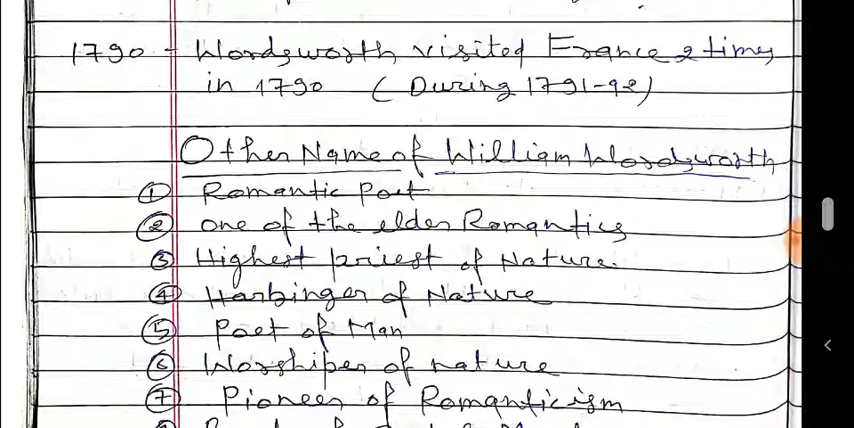 1790 - Wordsworth visited France 2 times
in 1790 (During 1791-92)
Other Name of William Wordsworth
① Romantic Poet
② one of the elder Romantics
③ Highest priest of Nature.
④ Harbinger of Nature
⑤ Poet of Man
⑥ Worshiper of nature
⑦ Pioneer of Romanticism